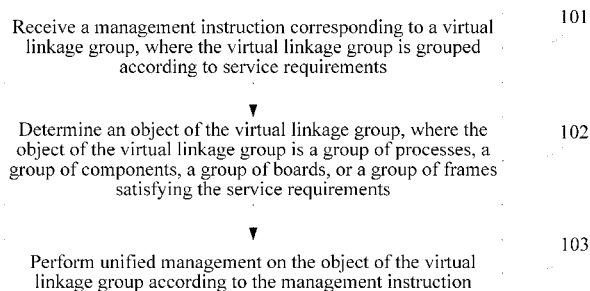 Receive a management instruction corresponding to a virtual
linkage group, where the virtual linkage group is grouped
according to service requirements
101
Determine an object of the virtual linkage group, where the
object of the virtual linkage group is a group of processes, a
group of components, a group of boards, or a group of frames
satisfying the service requirements
102
Perform unified management on the object of the virtual
linkage group according to the management instruction
103